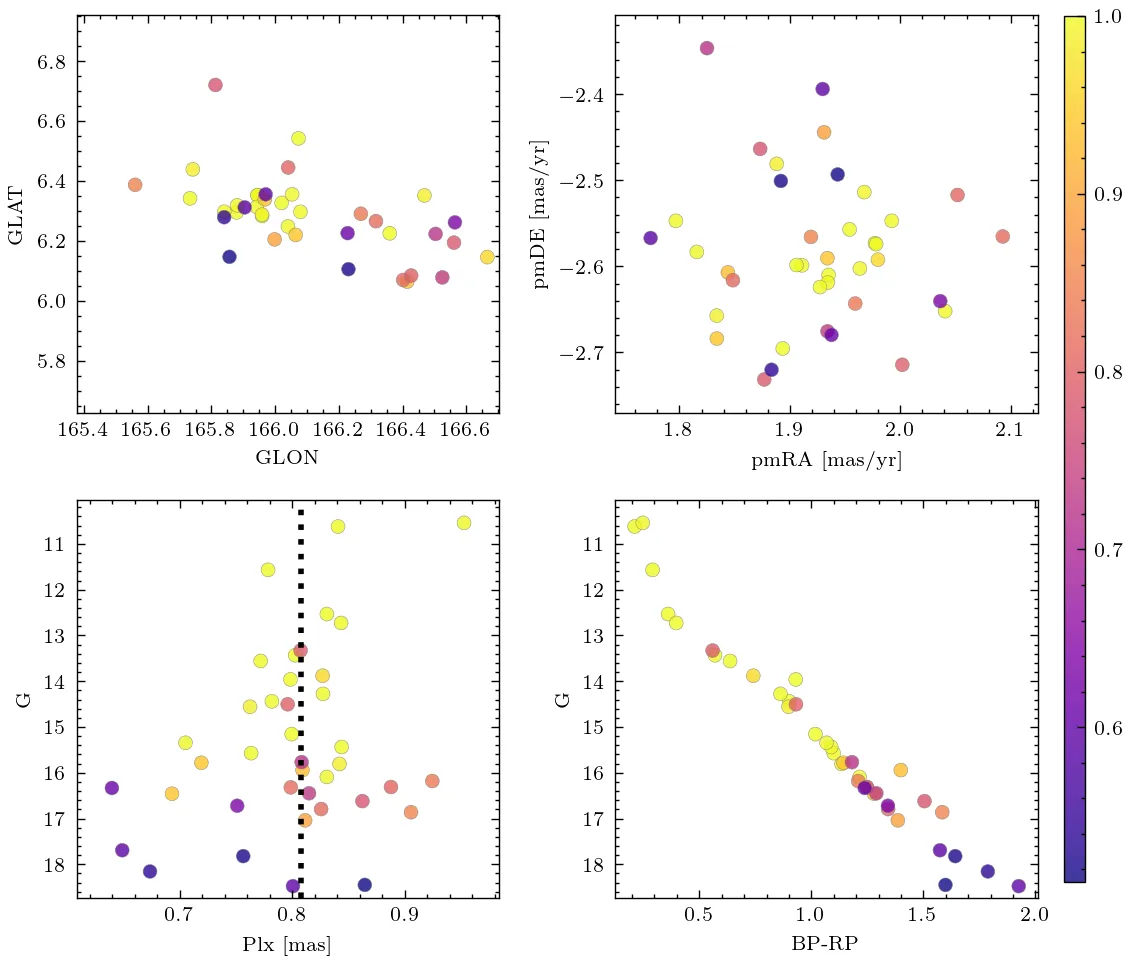 6.8
6.6
6.4
6.2
6.0
5.8
GLAT
165.4 165.6 165.8 166.0 166.2 166.4 166.6
GLON
−2.4
−2.5
−2.6
−2.7
pmDE [mas/yr]
1.8 1.9 2.0 2.1
pmRA [mas/yr]
1.0
0.9
0.8
0.7
0.6
11
12
13
14
15
16
17
18
G
0.7 0.8 0.9
Plx [mas]
11
12
13
14
15
16
17
18
G
0.5 1.0 1.5 2.0
BP-RP